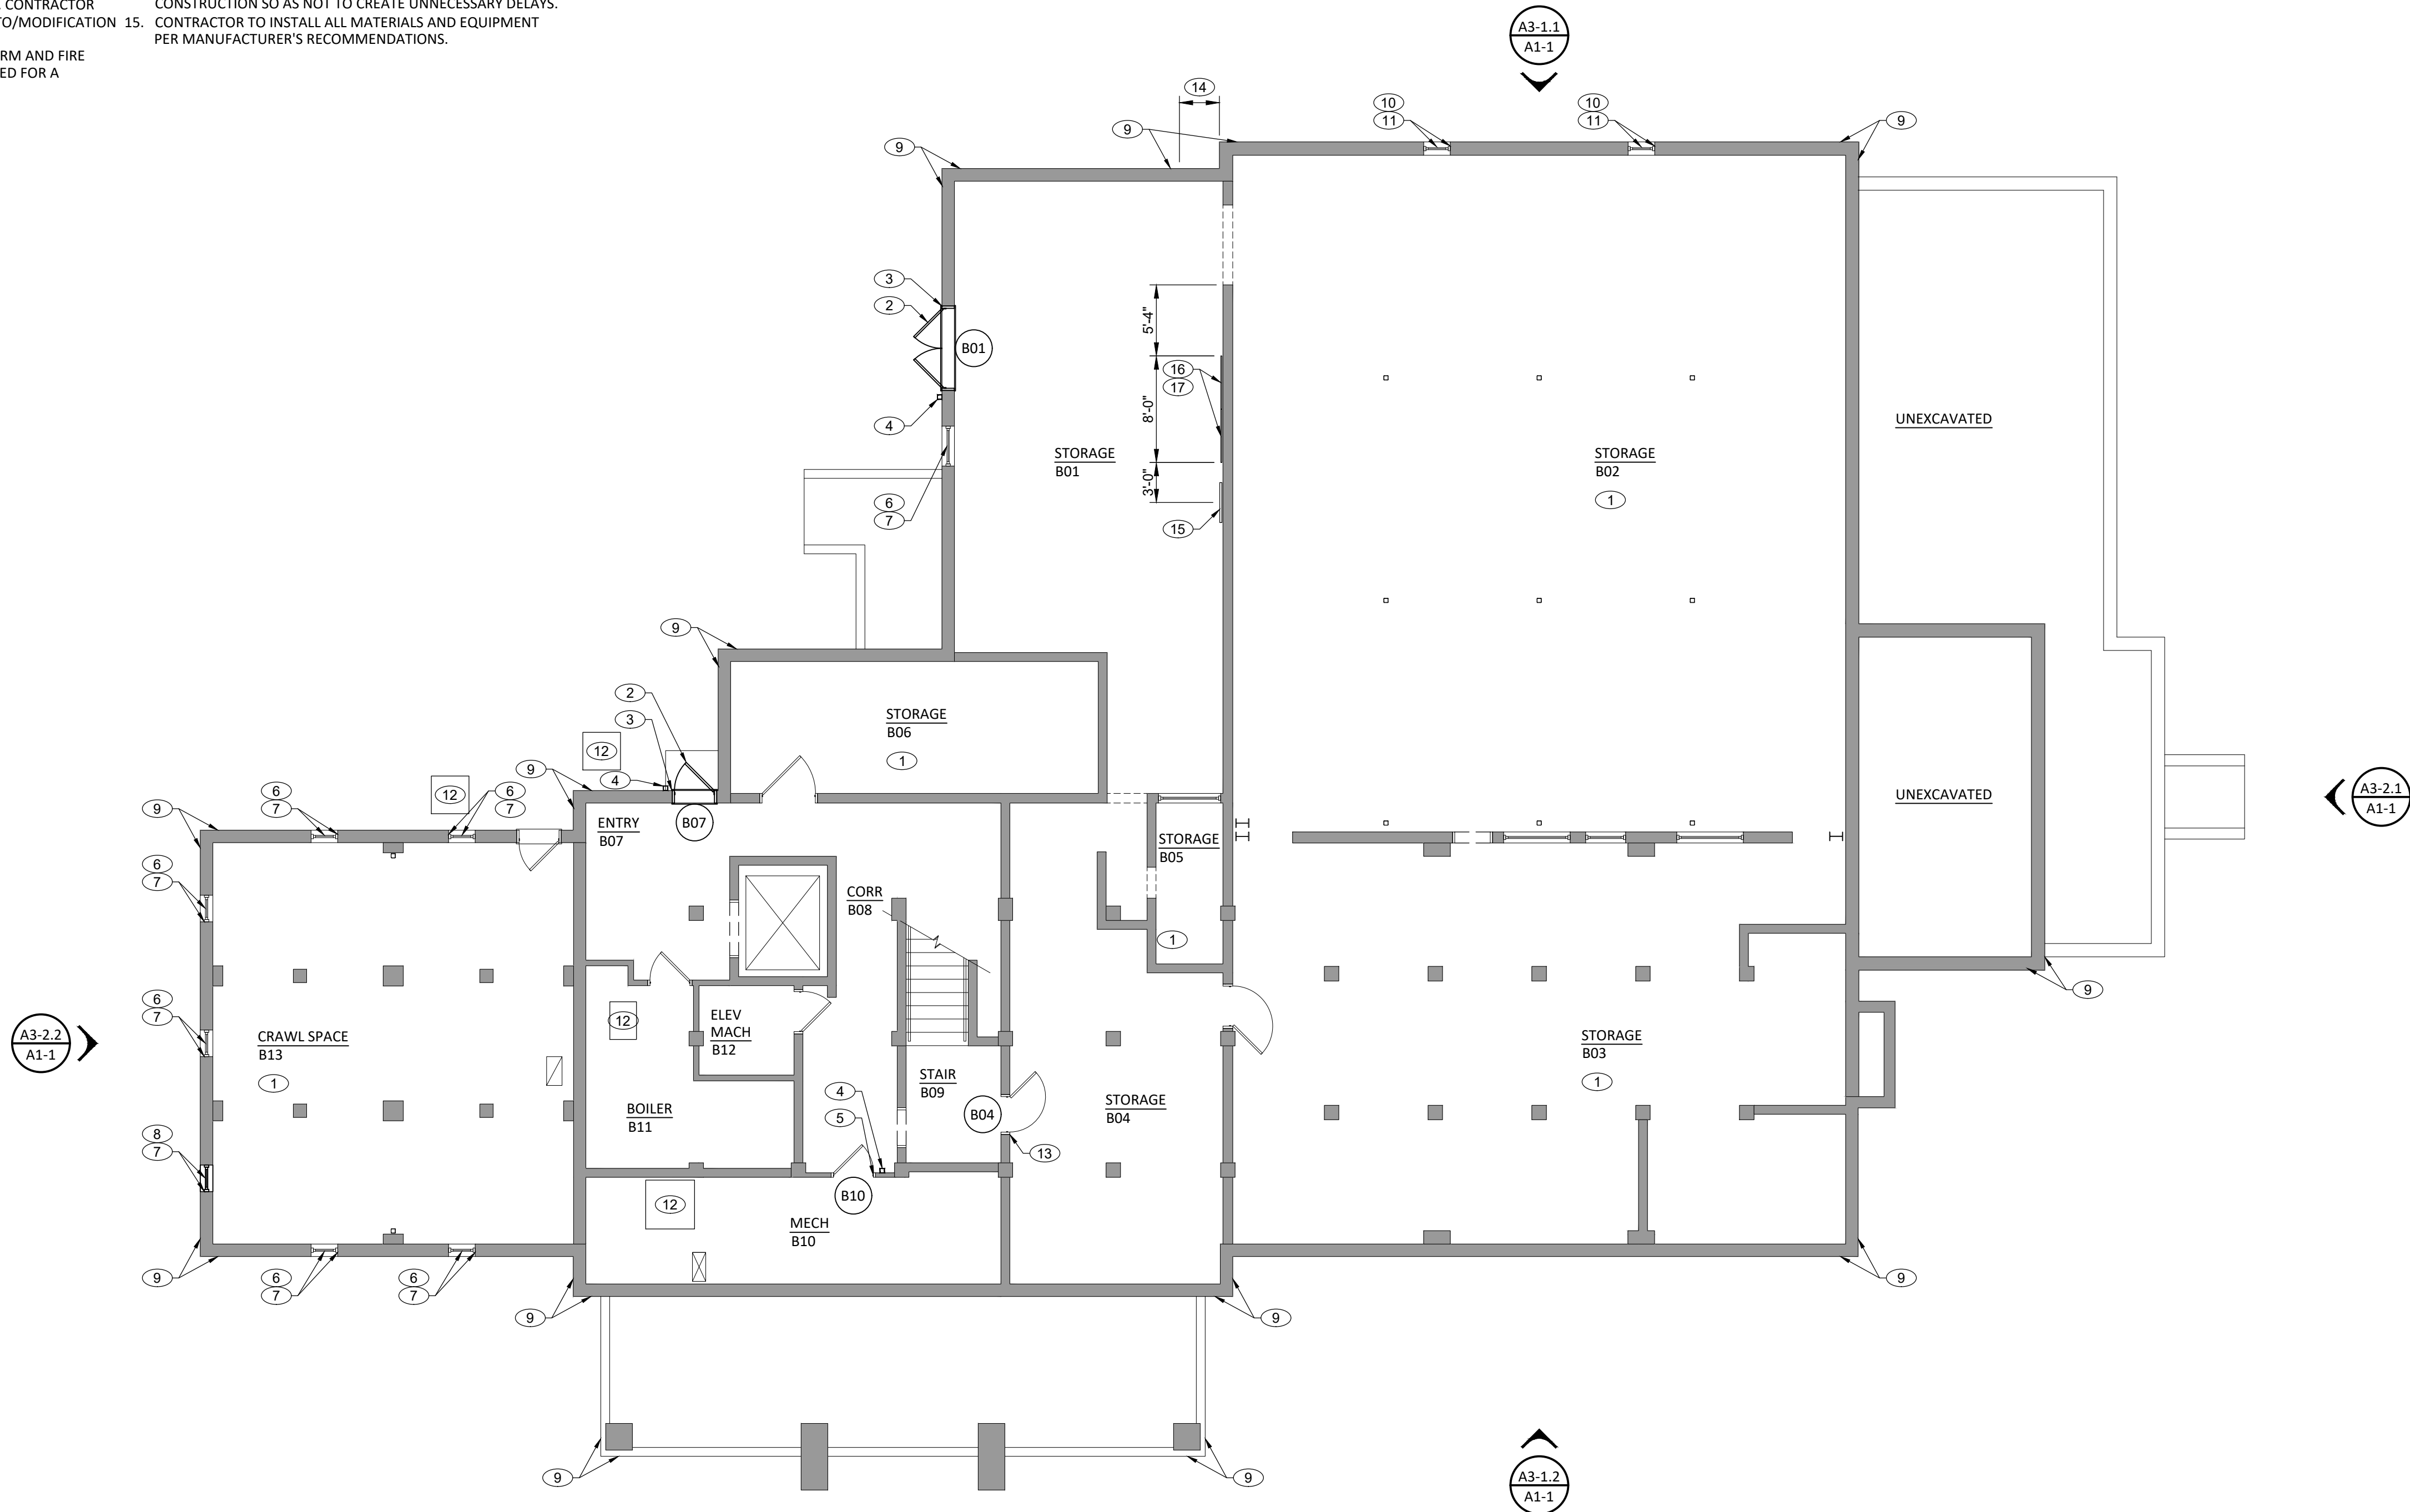 . CONTRACTOR
TO/MODIFICATION
RM AND FIRE
ED FOR A
CONSTRUCTION SO AS NOT TO CREATE UNNECESSARY DELAYS.
15. CONTRACTOR TO INSTALL ALL MATERIALS AND EQUIPMENT
PER MANUFACTURER'S RECOMMENDATIONS.
A3-1.1
A1-1
14
10
11
10
11
9
9
9
3
2
B01
4
6
7
5'-4"
8'-0"
3'-0"
16
17
15
STORAGE
B01
STORAGE
B02
1
UNEXCAVATED
9
2
3
12
4
STORAGE
B06
1
UNEXCAVATED
A3-2.1
A1-1
9
12
6
7
6
7
9
6
7
ENTRY
B07
B07
STORAGE
B05
1
CORR
B08
6
7
A3-2.2
A1-1
CRAWL SPACE
B13
1
12
ELEV
MACH
B12
BOILER
B11
4
5
STAIR
B09
B04
13
STORAGE
B04
STORAGE
B03
1
9
8
7
B10
12
MECH
B10
9
6
7
6
7
9
9
9
9
9
A3-1.2
A1-1